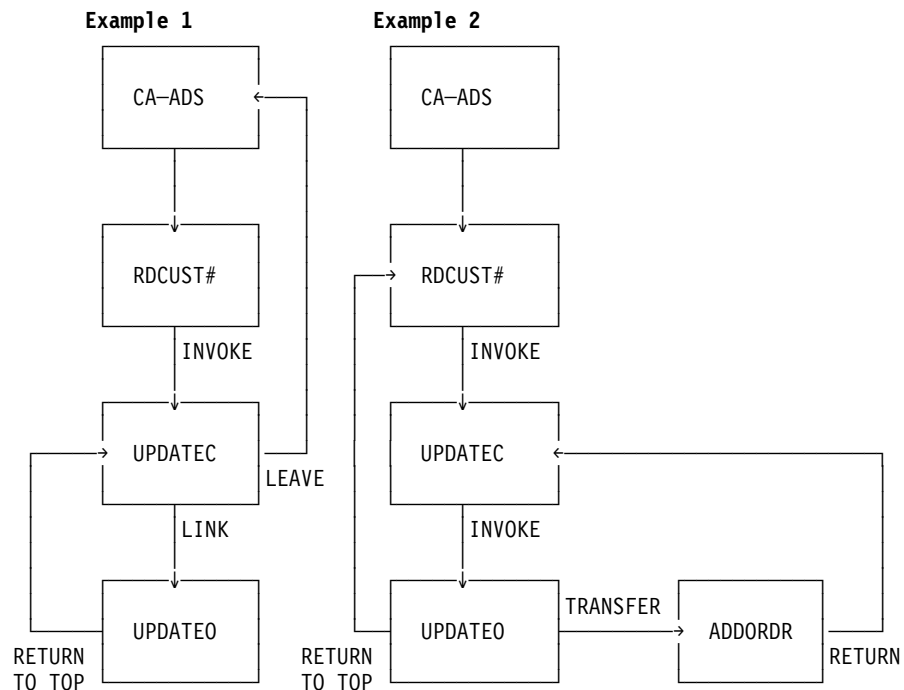 Example 1
CA–ADS
RDCUST#
INVOKE
UPDATEC
LEAVE
LINK
UPDATEO
RETURN
TO TOP
Example 2
CA–ADS
RDCUST#
INVOKE
UPDATEC
INVOKE
UPDATEO
RETURN
TO TOP
TRANSFER
ADDORDR
RETURN